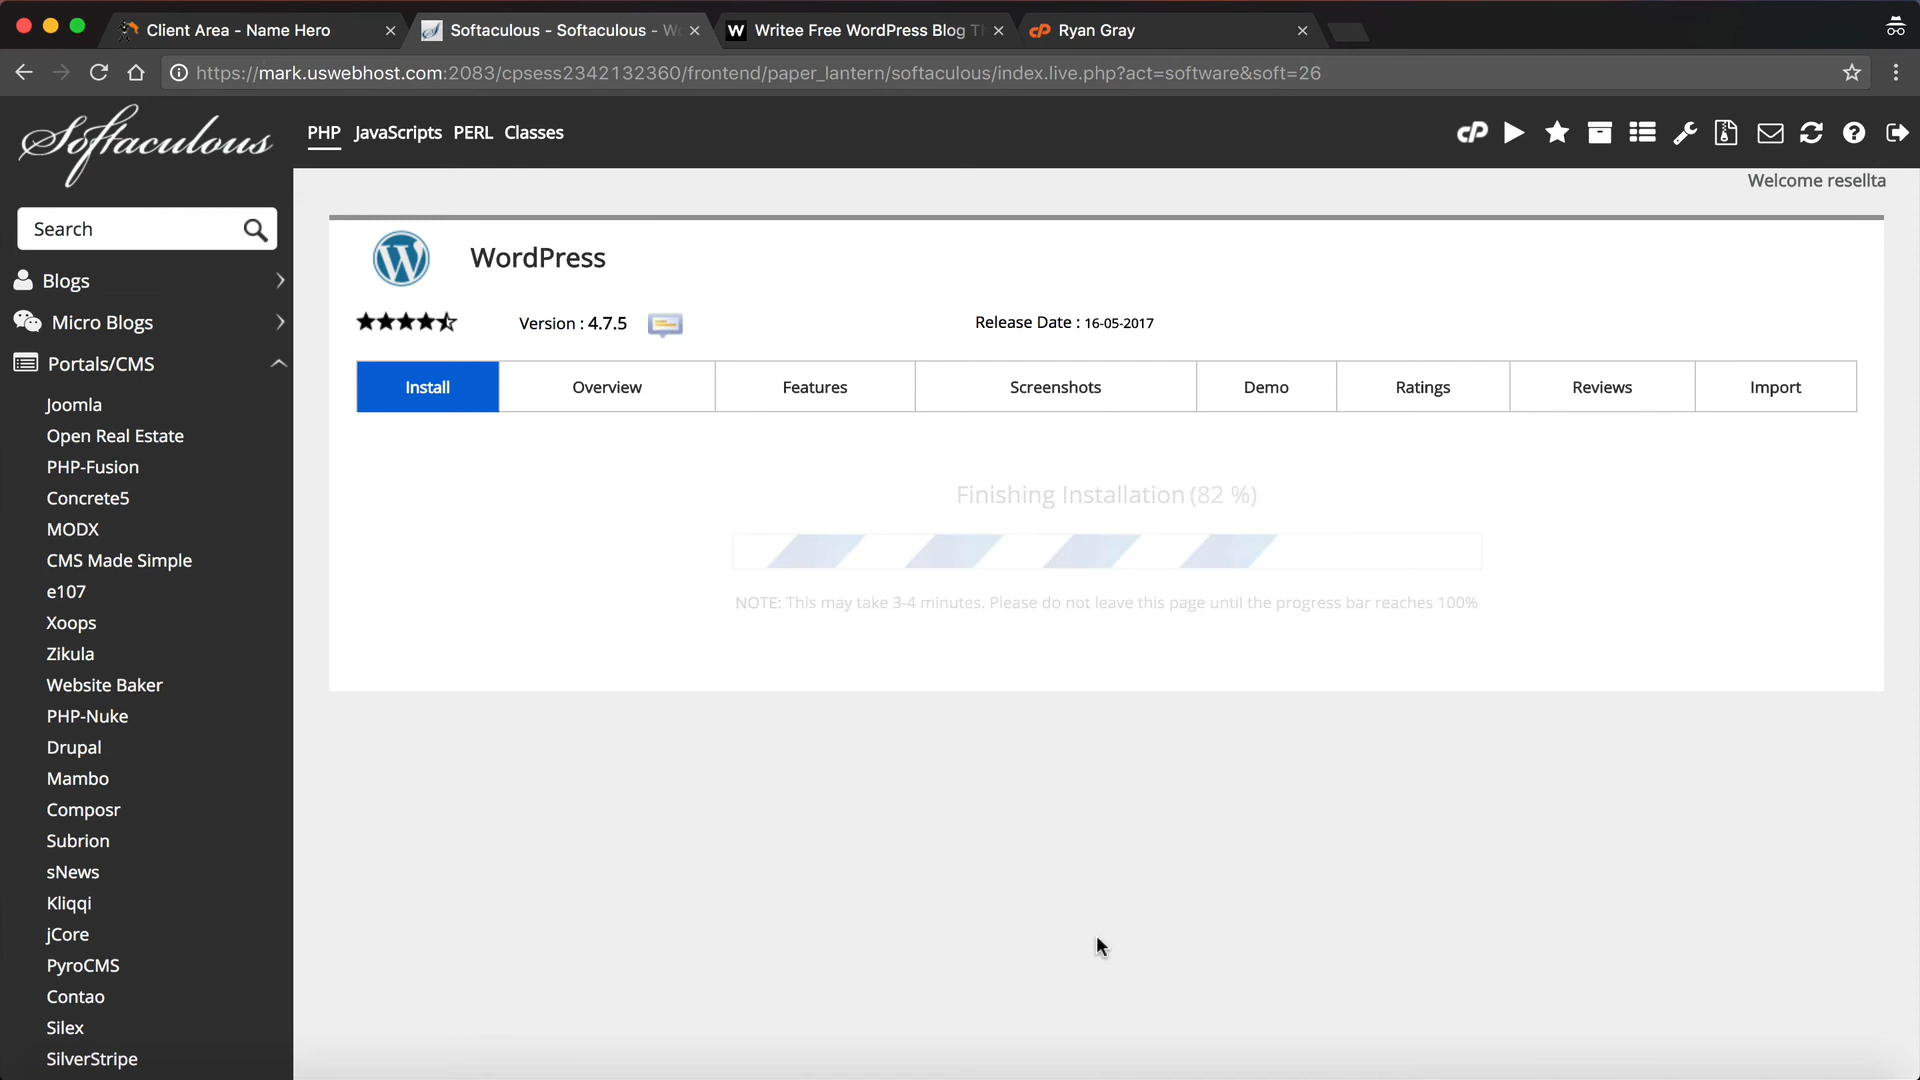 Client Area - Name Hero
Softaculous - Softaculous - Wo
Writee Free WordPress Blog Th
cP Ryan Gray
https://mark.uswebhost.com:2083/cpsess2342132360/frontend/paper_lantern/softaculous/index.live.php?act=software&soft=26
Softaculous
PHP JavaScripts PERL Classes
cP
Welcome resellta
Search
WordPress
Blogs
Micro Blogs
Version : 4.7.5
Release Date : 16-05-2017
Portals/CMS
Install Overview Features Screenshots Demo Ratings Reviews Import
Joomla
Open Real Estate
PHP-Fusion
Concrete5
Finishing Installation (82 %)
MODX
CMS Made Simple
e107
NOTE: This may take 3-4 minutes. Please do not leave this page until the progress bar reaches 100%
Xoops
Zikula
Website Baker
PHP-Nuke
Drupal
Mambo
Composr
Subrion
sNews
Kliqqi
jCore
PyroCMS
Contao
Silex
SilverStripe